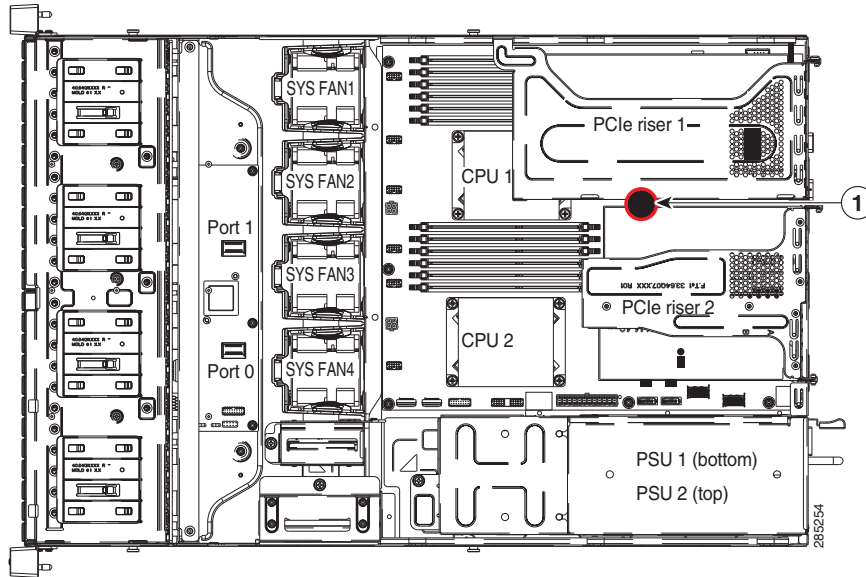 SYS FAN1
SYS FAN2
SYS FAN3
SYS FAN4
Port 1
Port 0
CPU 1
CPU 2
PCIe riser 1
1
PCIe riser 2
A
B
PSU 1 (bottom)
PSU 2 (top)
285254